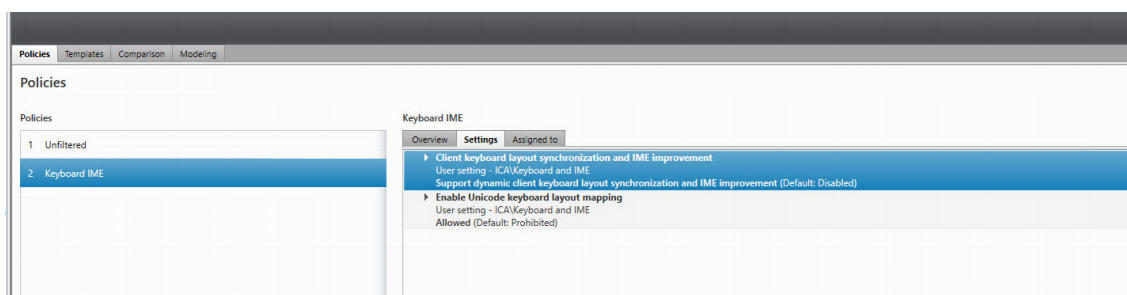 Policies Templates Comparison Modeling
Policies
Policies
1 Unfiltered
2 Keyboard IME
Keyboard IME
Overview Settings Assigned to
Client keyboard layout synchronization and IME improvement
User setting - ICA\Keyboard and IME
Support dynamic client keyboard layout synchronization and IME improvement (Default: Disabled)
Enable Unicode keyboard layout mapping
User setting - ICA\Keyboard and IME
Allowed (Default: Prohibited)